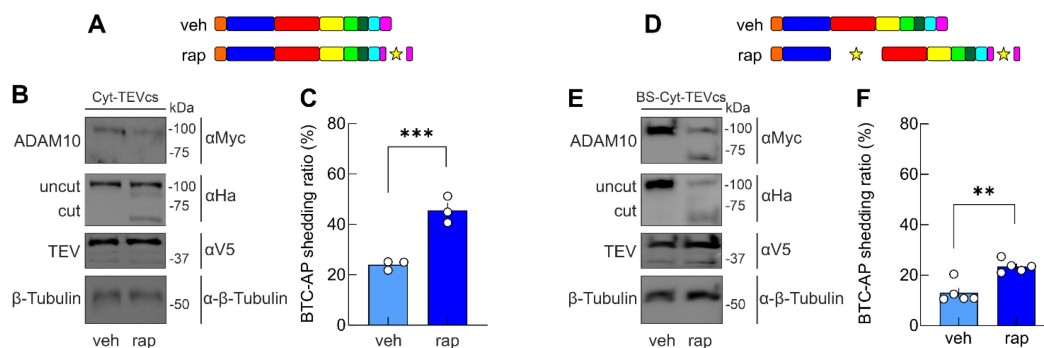 A
veh
rap
B
Cyt-TEVcs
kDa
ADAM10
-100
-75
αMyc
uncut
cut
-100
-75
αHa
TEV
-37
αV5
β-Tubulin
-50
α-β-Tubulin
veh rap
C
BTC-AP shedding ratio (%)
80
60
40
20
0
***
veh rap
D
veh
rap
E
BS-Cyt-TEVcs
kDa
ADAM10
-100
-75
αMyc
uncut
cut
-100
-75
αHa
TEV
-37
αV5
β-Tubulin
-50
α-β-Tubulin
veh rap
F
BTC-AP shedding ratio (%)
80
60
40
20
0
**
veh rap